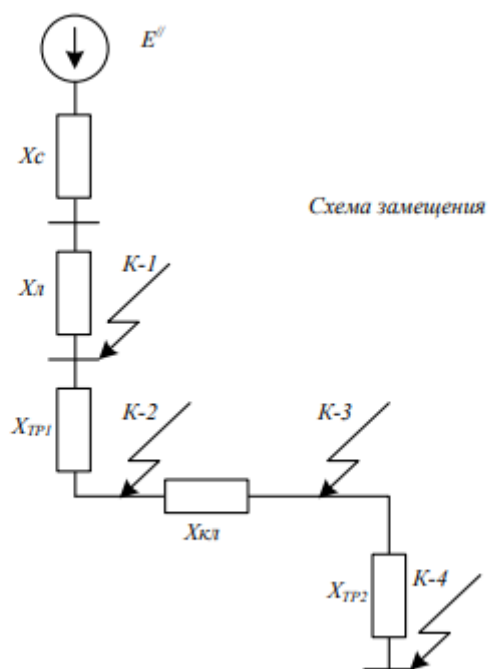 E//
Xc
Схема замещения
К-1
Xл
К-2
К-3
XТР1
Xкл
К-4
XТР2